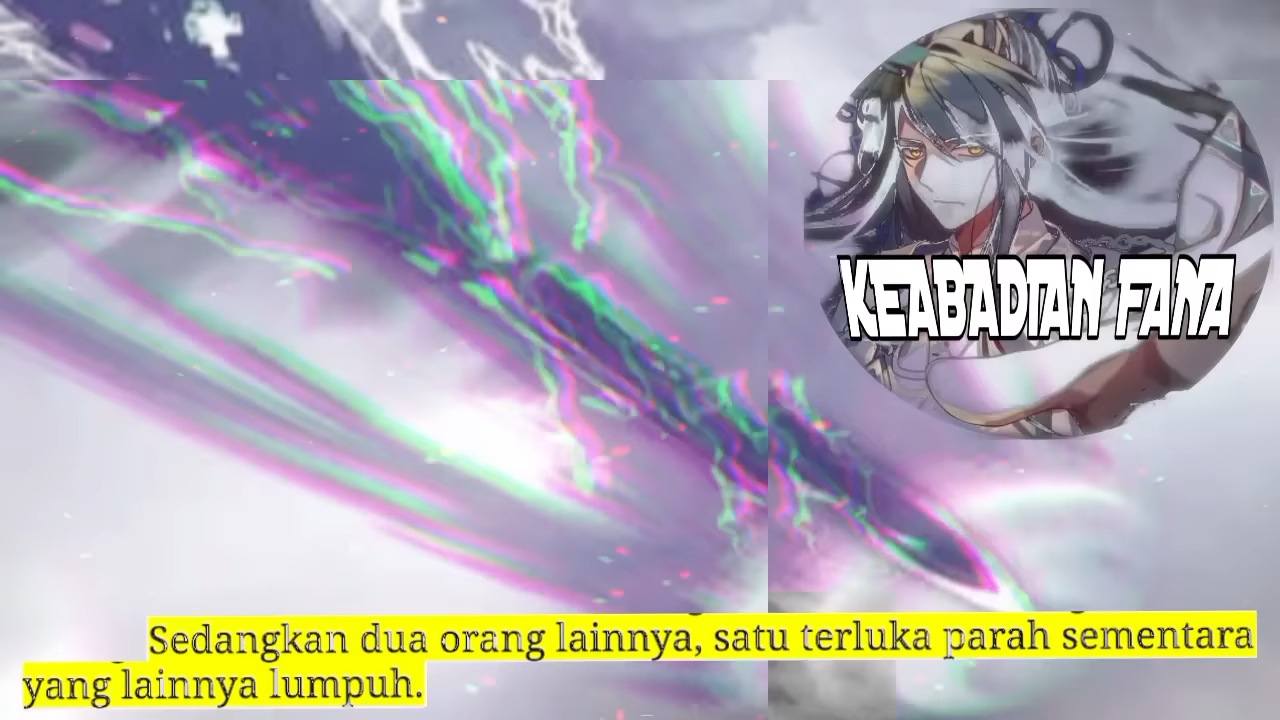 KEABADIAN FANA
Sedangkan dua orang lainnya, satu terluka parah sementara
yang lainnya lumpuh.